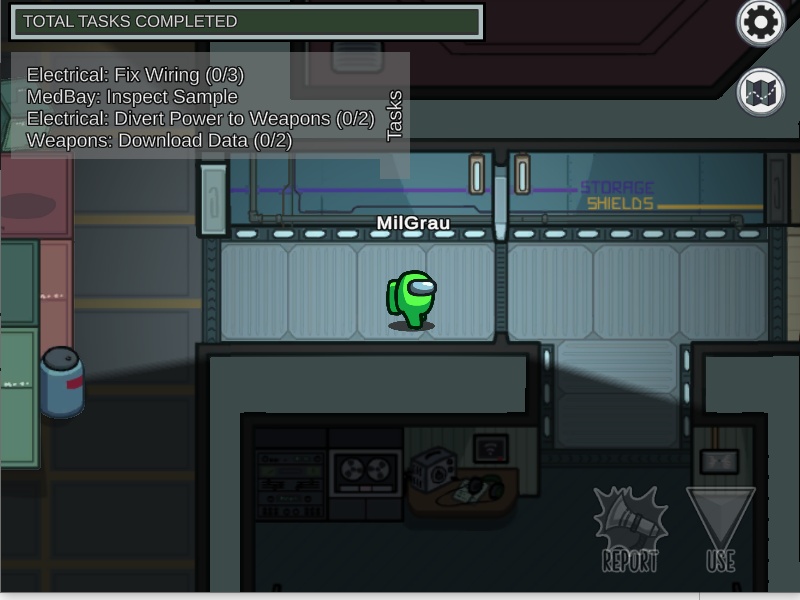 TOTAL TASKS COMPLETED
Electrical: Fix Wiring (0/3)
MedBay: Inspect Sample
Electrical: Divert Power to Weapons (0/2)
Weapons: Download Data (0/2)
Tasks
STORAGE
SHIELDS
MilGrau
REPORT
USE